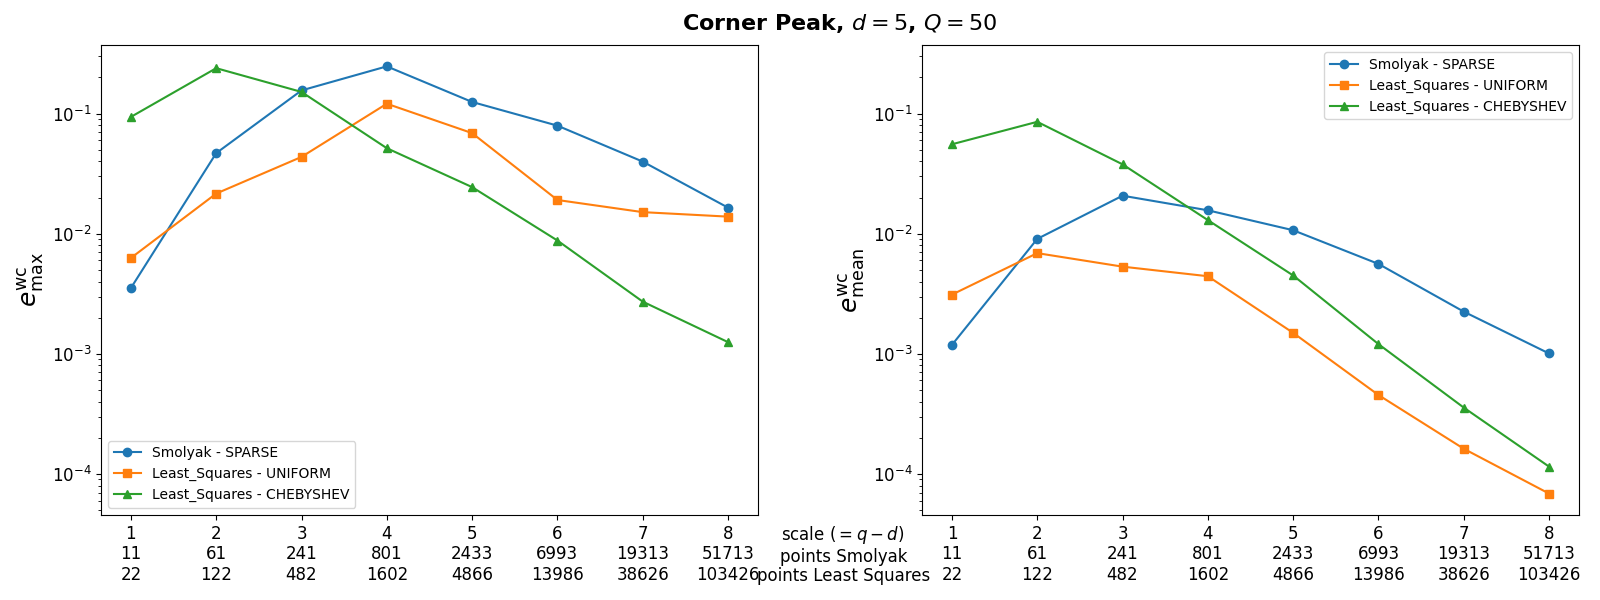 Corner Peak, d = 5, Q = 50
e^wc_max
10^-1
10^-2
10^-3
10^-4
Smolyak - SPARSE
Least_Squares - UNIFORM
Least_Squares - CHEBYSHEV
1 2 3 4 5 6 7 8
11 61 241 801 2433 6993 19313 51713
22 122 482 1602 4866 13986 38626 103426
scale (= q − d)
points Smolyak
points Least Squares
e^wc_mean
10^-1
10^-2
10^-3
10^-4
Smolyak - SPARSE
Least_Squares - UNIFORM
Least_Squares - CHEBYSHEV
1 2 3 4 5 6 7 8
11 61 241 801 2433 6993 19313 51713
22 122 482 1602 4866 13986 38626 103426